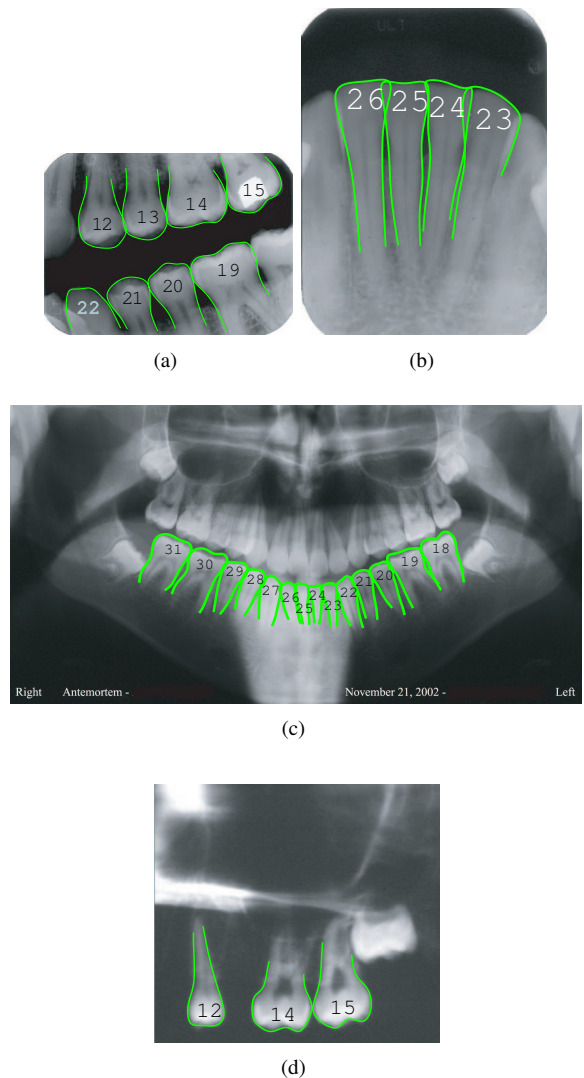 12 13 14 15
22 21 20 19
(a)
UL1
26 25 24 23
(b)
31 30 29 28 27 26 25 24 23 22 21 20 19 18
Right Antemortem - November 21, 2002 - Left
(c)
12 14 15
(d)